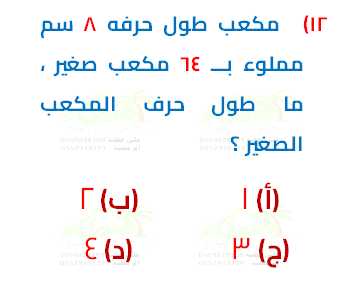 ١٢) مكعب طول حرفه ٨ سم
مملوء بـــ ٦٤ مكعب صغير ،
ما طول حرف المكعب
الصغير ؟
(أ) ١ (ب) ٢
(ج) ٣ (د) ٤